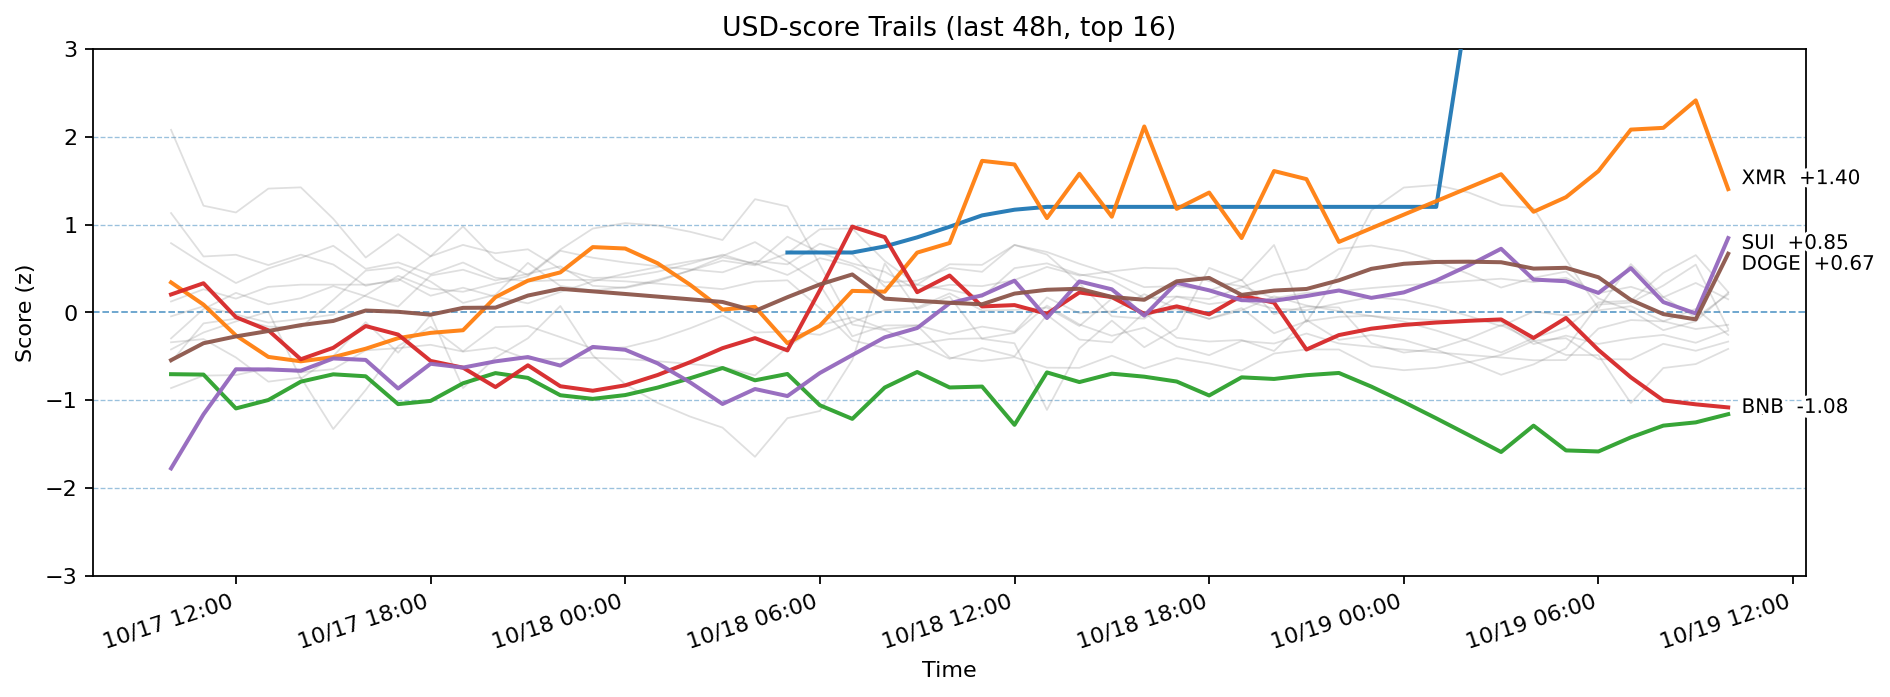 USD-score Trails (last 48h, top 16)
Score (z)
3
2
1
0
−1
−2
−3
XMR +1.40
SUI +0.85
DOGE +0.67
BNB -1.08
10/17 12:00
10/17 18:00
10/18 00:00
10/18 06:00
10/18 12:00
10/18 18:00
10/19 00:00
10/19 06:00
10/19 12:00
Time